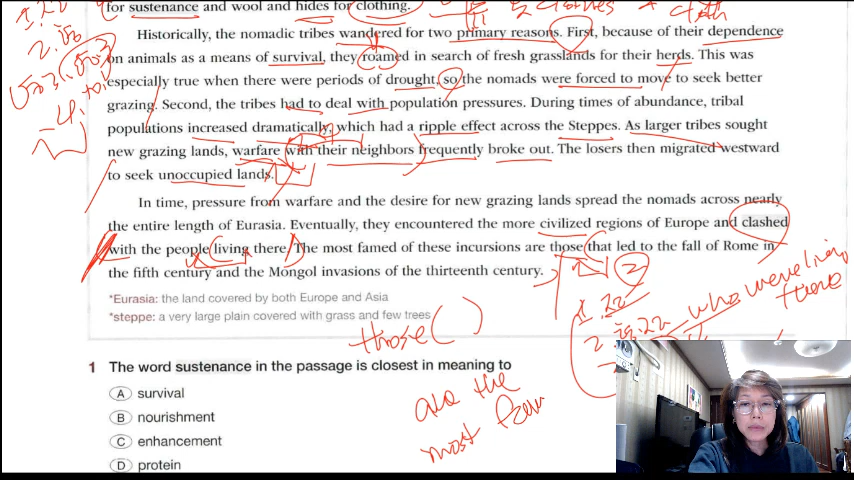 for sustenance and wool and hides for clothing.
Historically, the nomadic tribes wandered for two primary reasons. First, because of their dependence
on animals as a means of survival, they roamed in search of fresh grasslands for their herds. This was
especially true when there were periods of drought, so the nomads were forced to move to seek better
grazing. Second, the tribes had to deal with population pressures. During times of abundance, tribal
populations increased dramatically, which had a ripple effect across the Steppes. As larger tribes sought
new grazing lands, warfare with their neighbors frequently broke out. The losers then migrated westward
to seek unoccupied lands.
In time, pressure from warfare and the desire for new grazing lands spread the nomads across nearly
the entire length of Eurasia. Eventually, they encountered the more civilized regions of Europe and clashed
with the people living there. The most famed of these incursions are those that led to the fall of Rome in
the fifth century and the Mongol invasions of the thirteenth century.
*Eurasia: the land covered by both Europe and Asia
*steppe: a very large plain covered with grass and few trees
who were living
there
those ( )
1 The word sustenance in the passage is closest in meaning to
A survival
B nourishment
C enhancement
D protein
are the
most fam